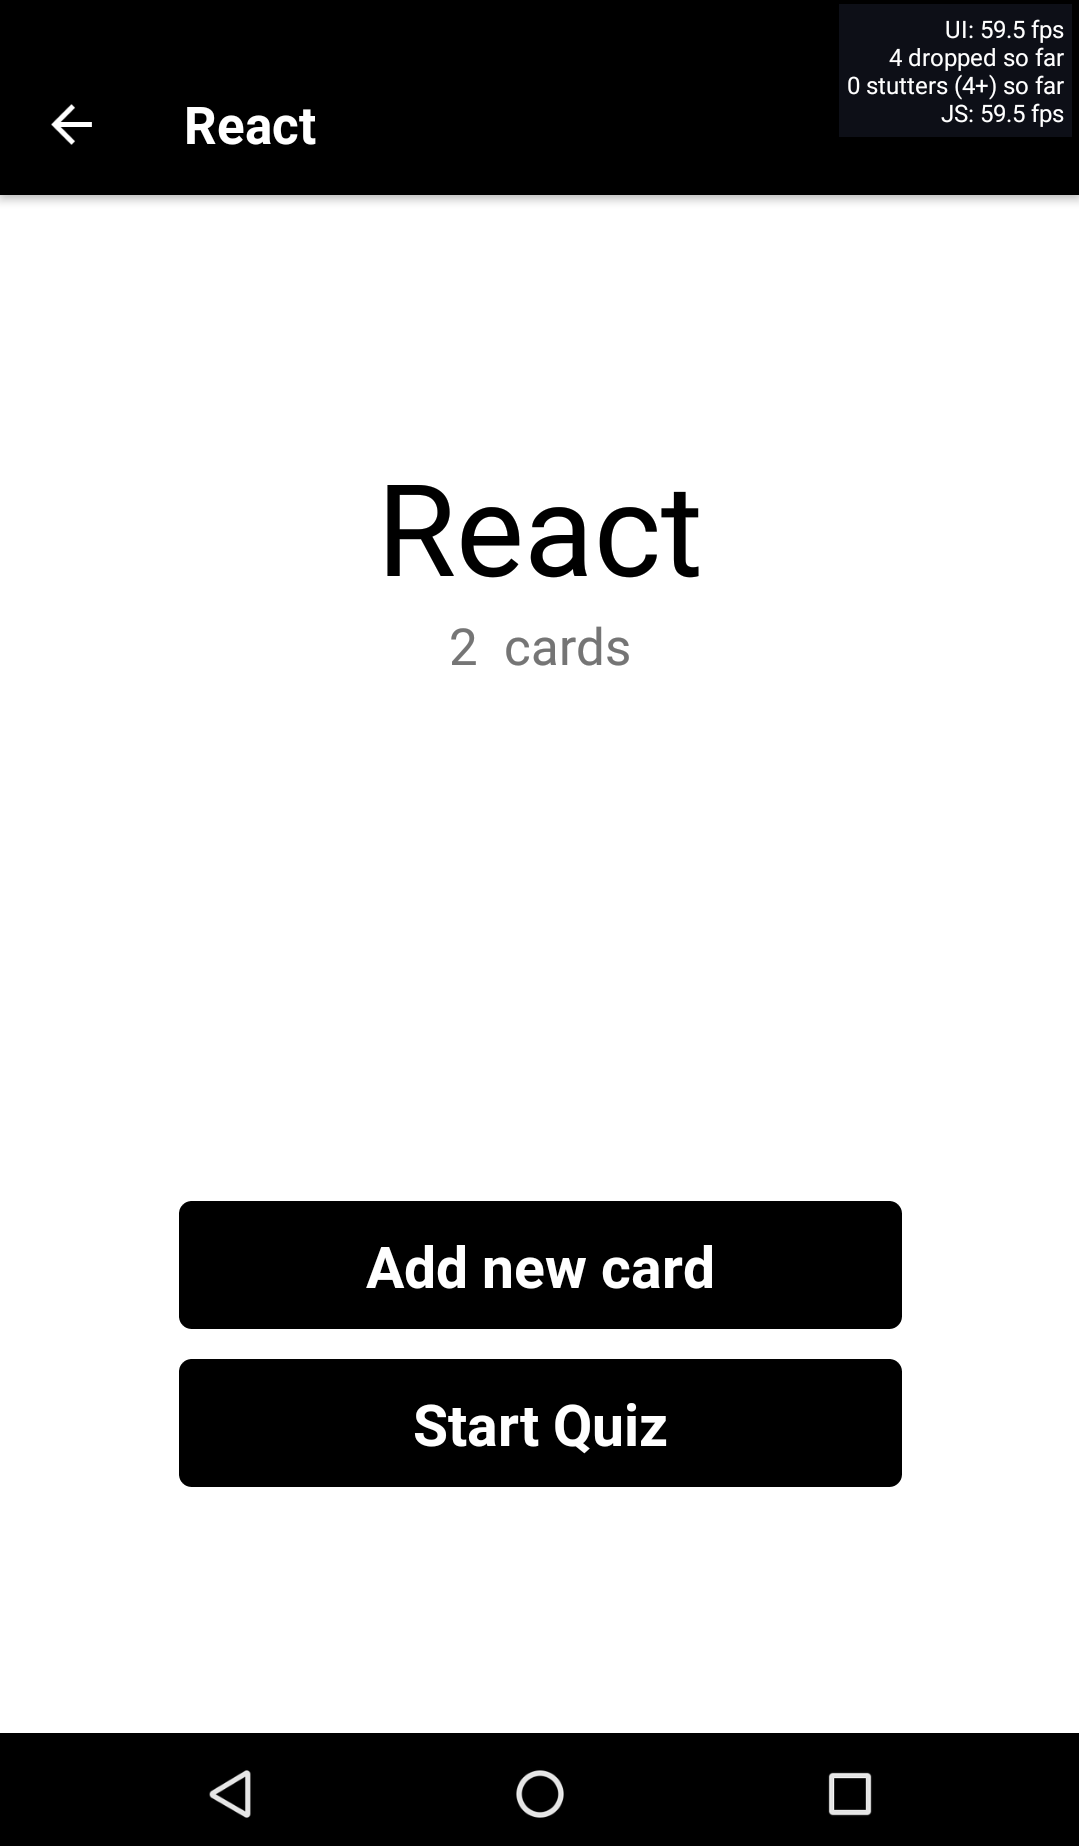 UI: 59.5 fps
4 dropped so far
0 stutters (4+) so far
JS: 59.5 fps
React
React
2 cards
Add new card
Start Quiz